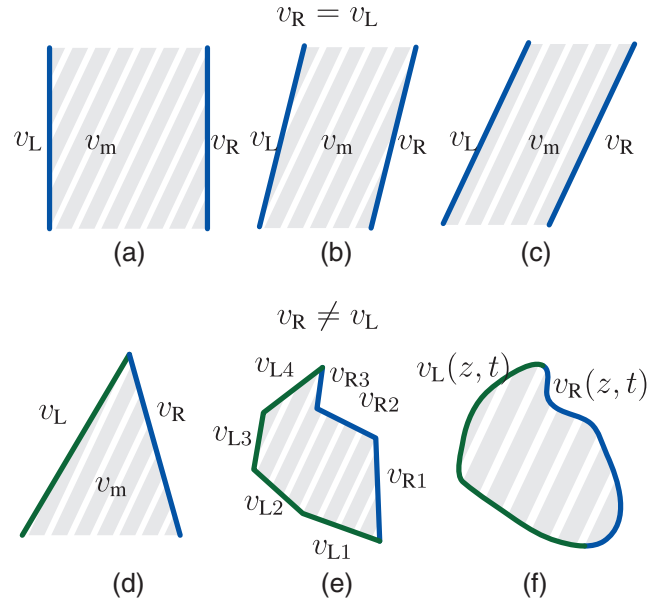 v_R = v_L
v_L v_m v_R v_L v_m v_R v_L v_m v_R
(a) (b) (c)
v_R ≠ v_L
v_L v_R v_m
v_L4 v_R3 v_R2 v_L3 v_R1 v_L2 v_L1
v_L(z, t) v_R(z, t)
(d) (e) (f)